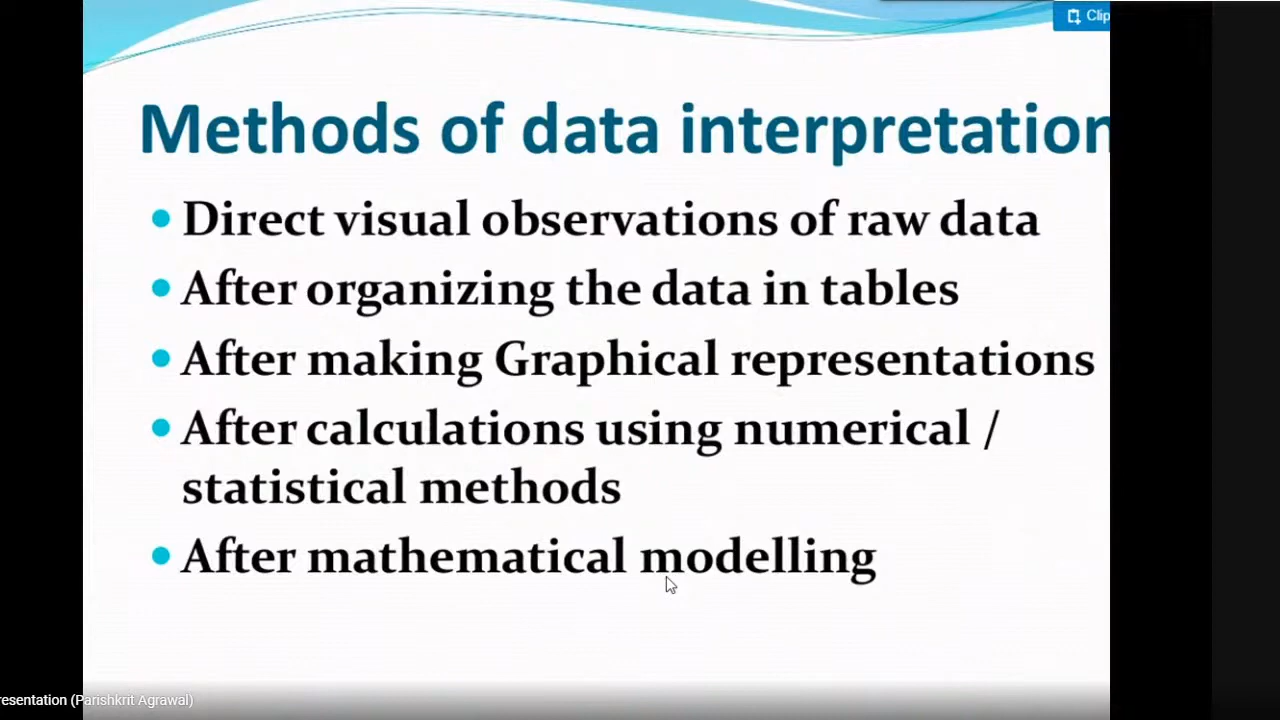 Clip
Methods of data interpretation
Direct visual observations of raw data
After organizing the data in tables
After making Graphical representations
After calculations using numerical /
statistical methods
After mathematical modelling
resentation (Parishkrit Agrawal)